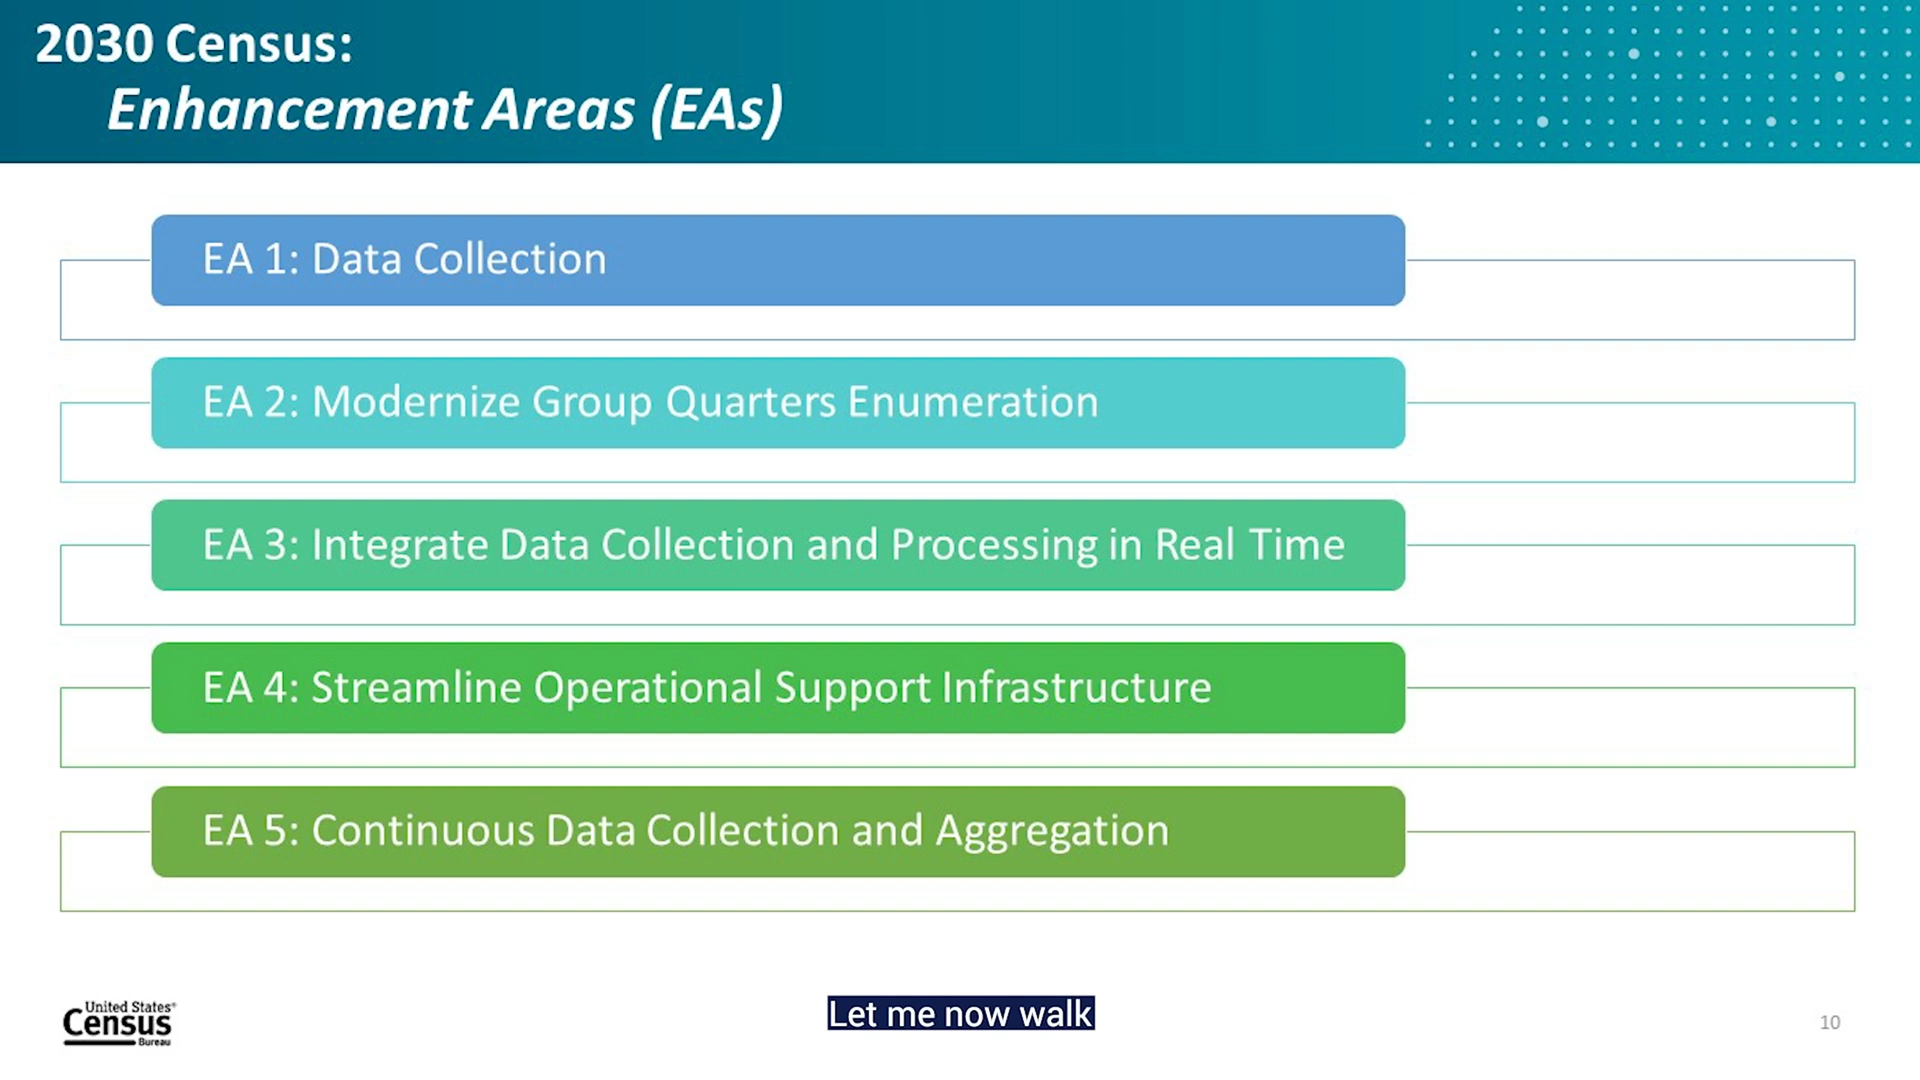 2030 Census:
Enhancement Areas (EAs)
EA 1: Data Collection
EA 2: Modernize Group Quarters Enumeration
EA 3: Integrate Data Collection and Processing in Real Time
EA 4: Streamline Operational Support Infrastructure
EA 5: Continuous Data Collection and Aggregation
United States®
Census
Bureau
Let me now walk
10